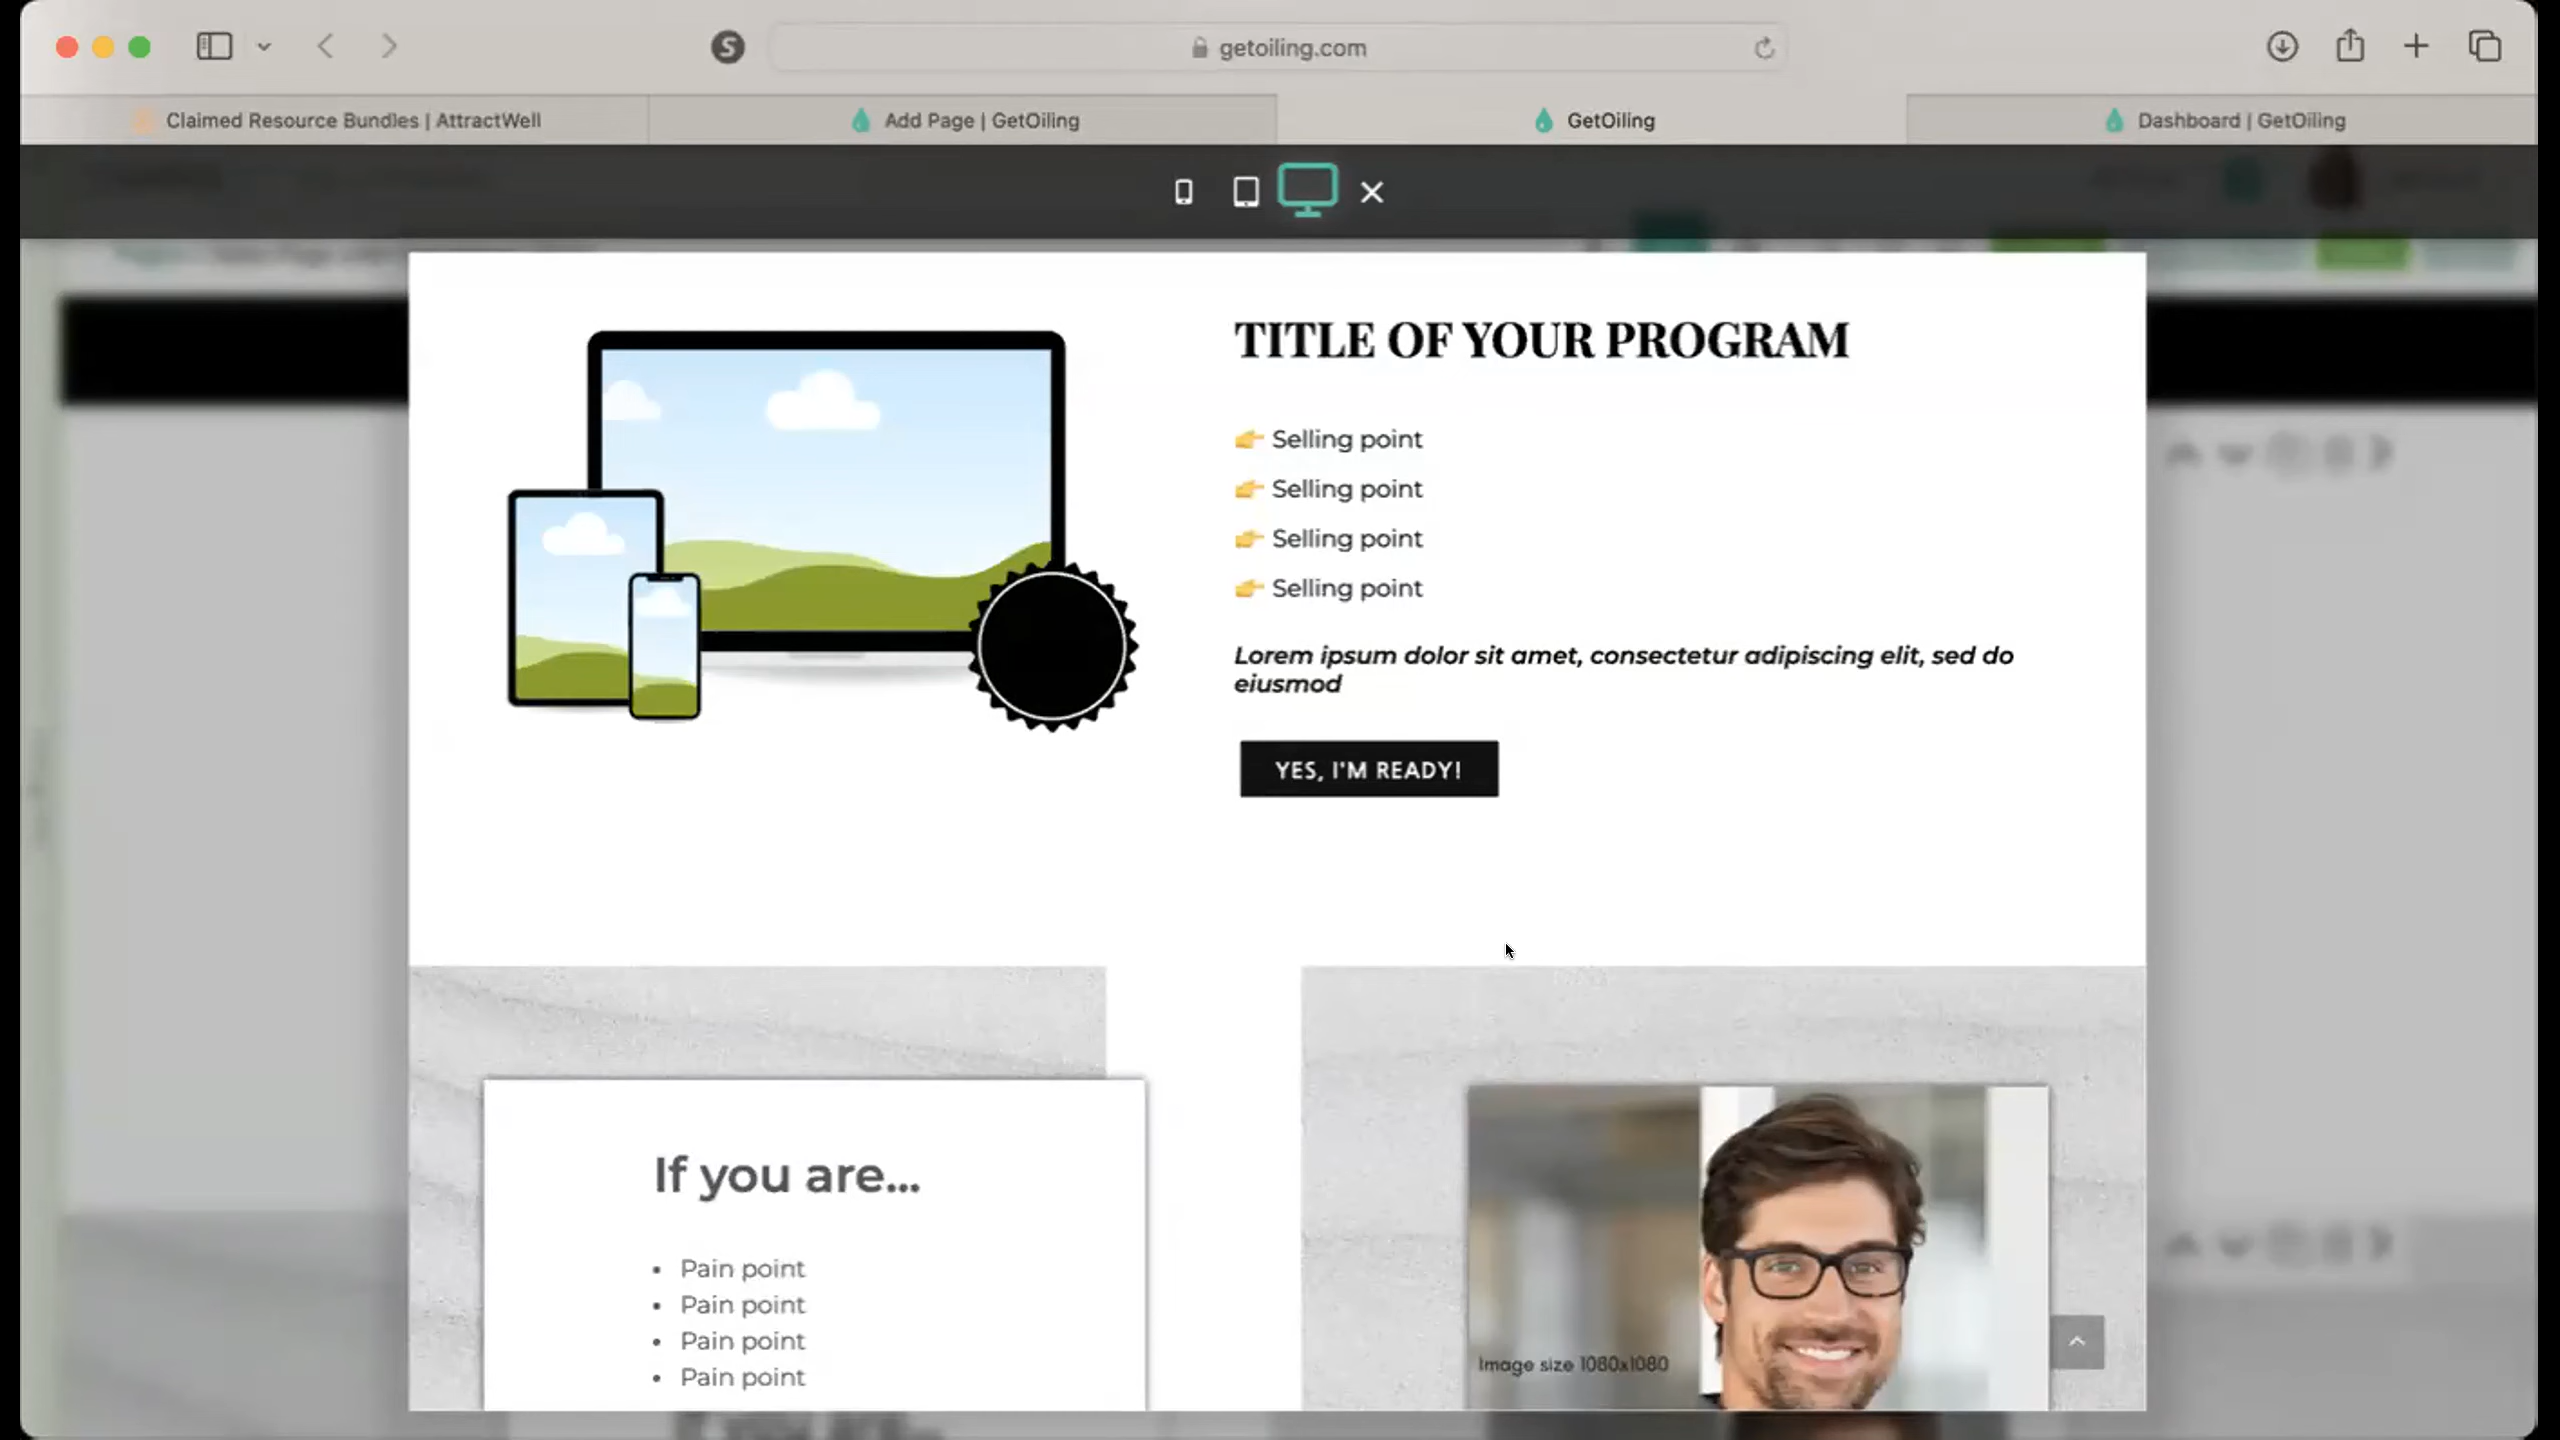 getoiling.com
Claimed Resource Bundles | AttractWell
Add Page | GetOiling
GetOiling
Dashboard | GetOiling
TITLE OF YOUR PROGRAM
👉 Selling point
👉 Selling point
👉 Selling point
👉 Selling point
Lorem ipsum dolor sit amet, consectetur adipiscing elit, sed do
eiusmod
YES, I'M READY!
If you are...
• Pain point
• Pain point
• Pain point
• Pain point
Image size 1080x1080